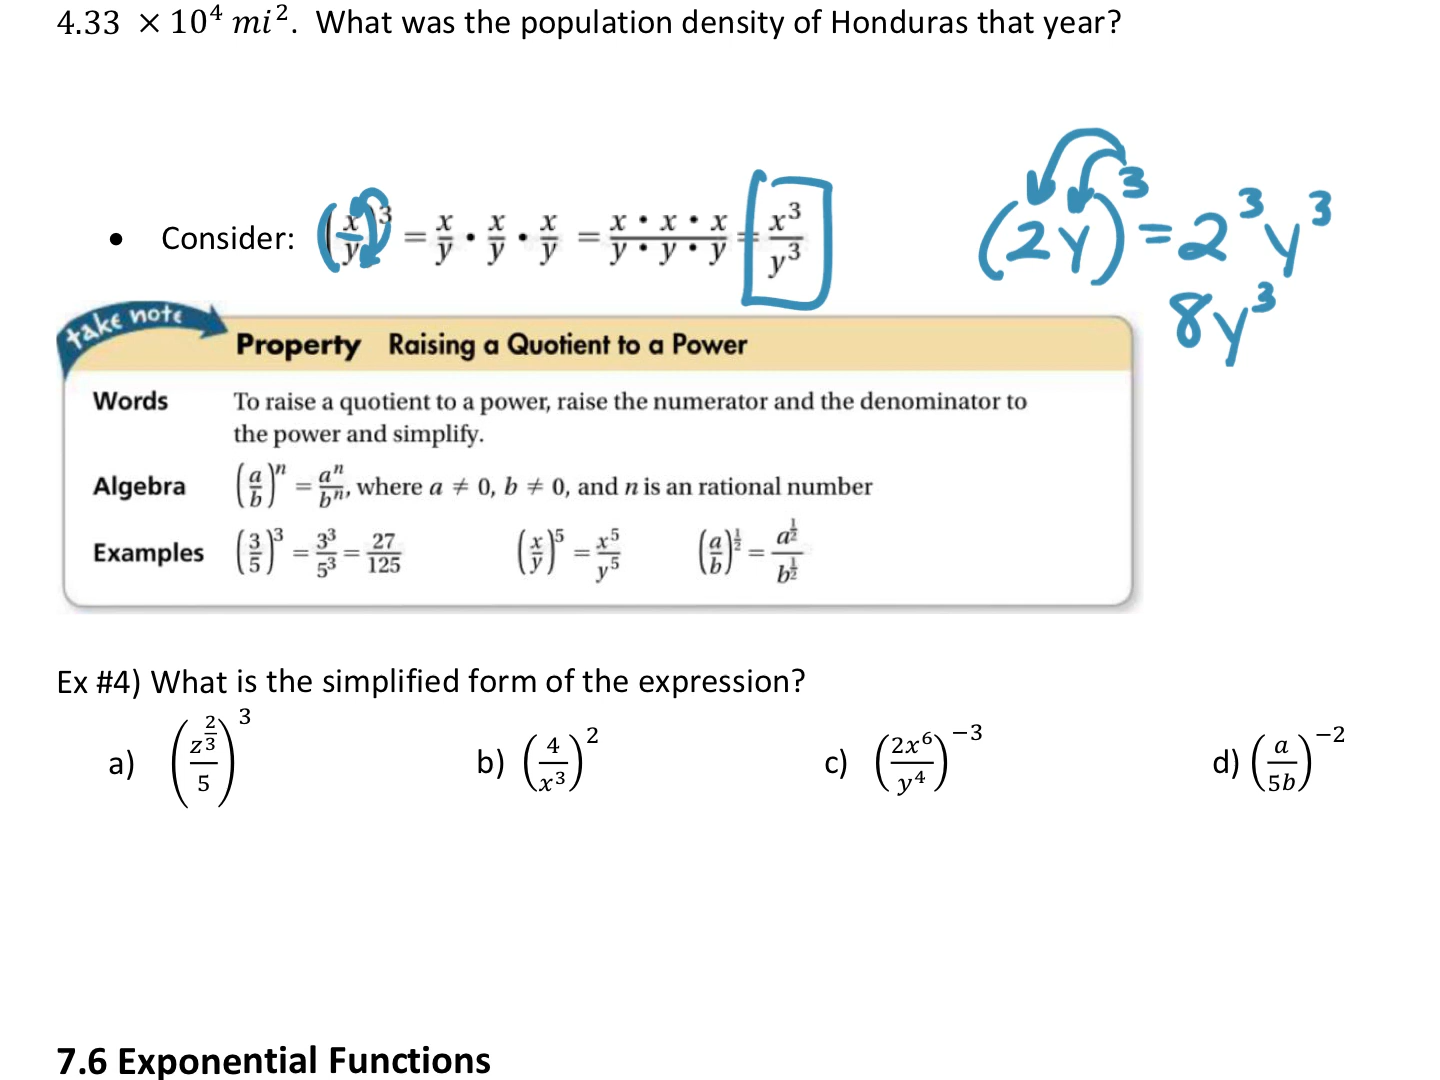 4.33 × 10⁴ mi². What was the population density of Honduras that year?
• Consider: (x/y)³ = x/y • x/y • x/y = (x • x • x)/(y • y • y) = x³/y³
(2y)³ = 2³y³
8y³
take note
Property Raising a Quotient to a Power
Words To raise a quotient to a power, raise the numerator and the denominator to
the power and simplify.
Algebra (a/b)ⁿ = aⁿ/bⁿ, where a ≠ 0, b ≠ 0, and n is an rational number
Examples (3/5)³ = 3³/5³ = 27/125 (x/y)⁵ = x⁵/y⁵ (a/b)^(1/2) = a^(1/2)/b^(1/2)
Ex #4) What is the simplified form of the expression?
a) (z^(2/3)/5)³ b) (4/x³)² c) (2x⁶/y⁴)⁻³ d) (a/5b)⁻²
7.6 Exponential Functions